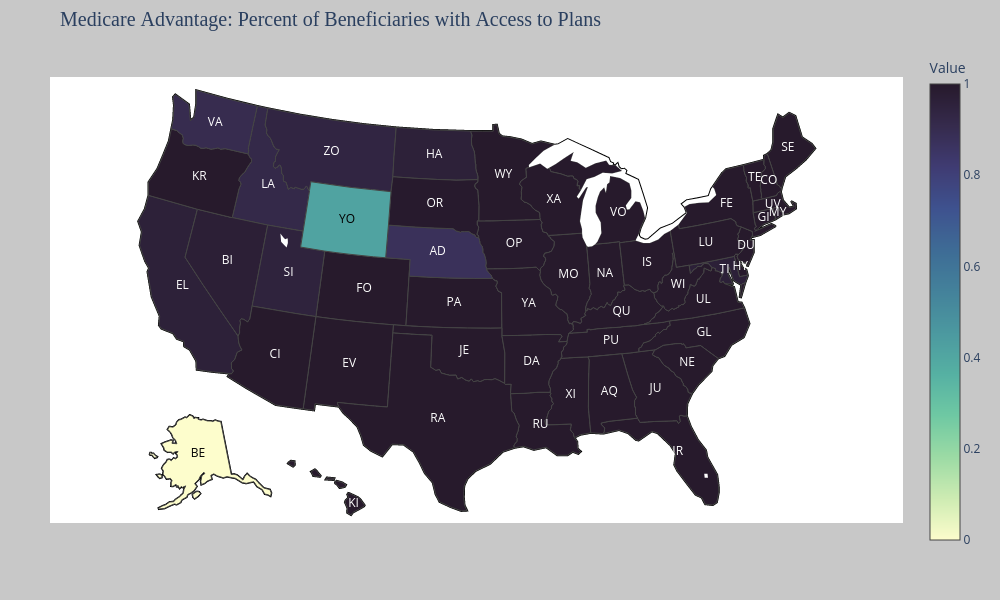 Medicare Advantage: Percent of Beneficiaries with Access to Plans
Value
1
0.8
0.6
0.4
0.2
0
VA
ZO
HA
WY
SE
KR
LA
YO
OR
XA
VO
FE
TE
CO
UV
MY
GI
BI
SI
AD
OP
IS
LU
DU
HY
TI
EL
FO
PA
MO
NA
WI
UL
YA
QU
CI
EV
JE
DA
PU
GL
NE
RA
XI
AQ
JU
RU
IR
BE
KI